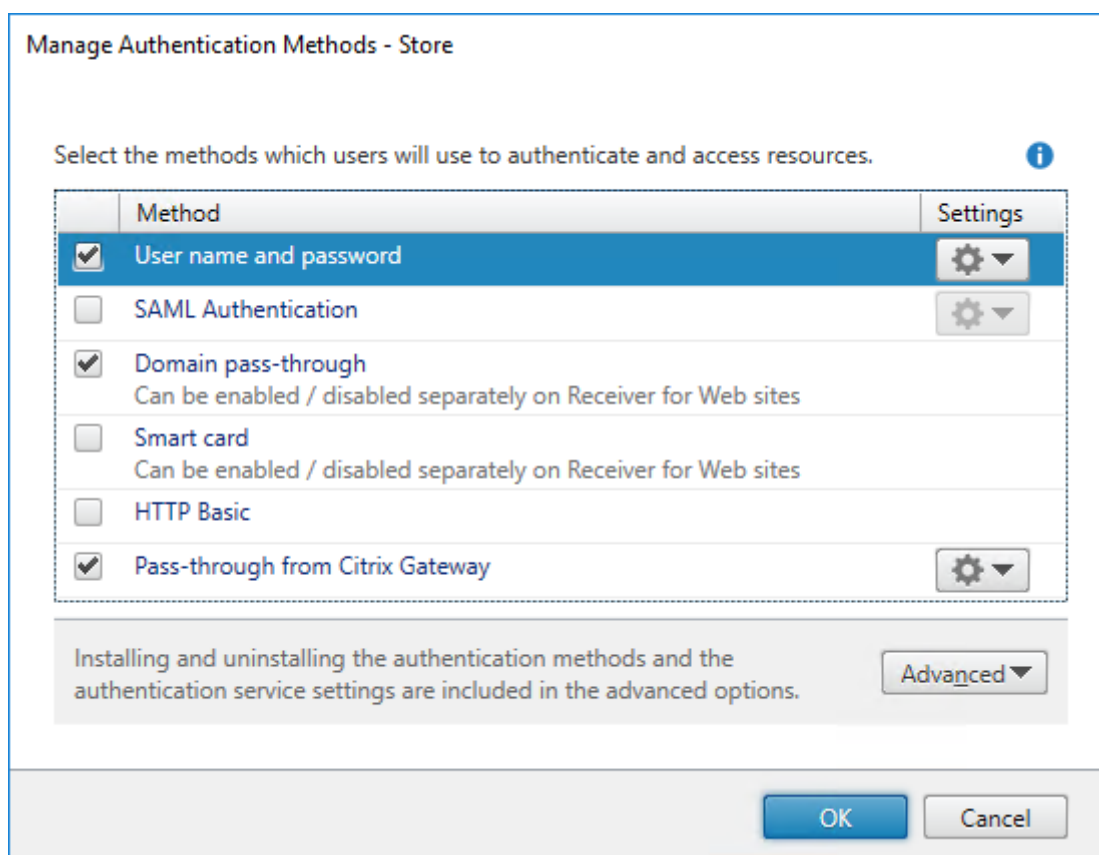 Manage Authentication Methods - Store
Select the methods which users will use to authenticate and access resources.
Method Settings
User name and password
SAML Authentication
Domain pass-through
Can be enabled / disabled separately on Receiver for Web sites
Smart card
Can be enabled / disabled separately on Receiver for Web sites
HTTP Basic
Pass-through from Citrix Gateway
Installing and uninstalling the authentication methods and the
authentication service settings are included in the advanced options.
Advanced
OK Cancel